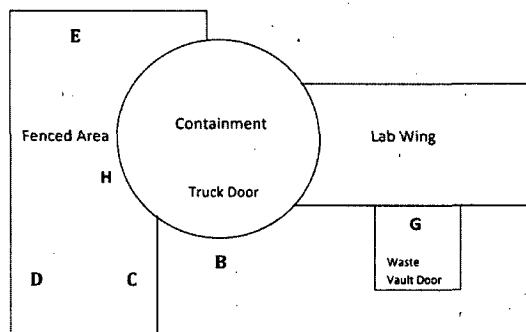 E
Containment
Fenced Area
Lab Wing
H
Truck Door
G
B
Waste
Vault Door
D
C